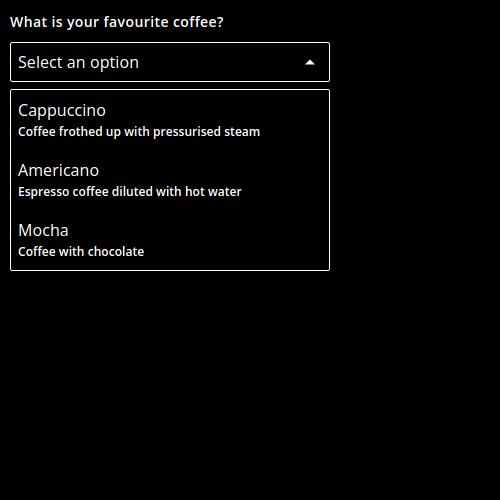 What is your favourite coffee?
Select an option
Cappuccino
Coffee frothed up with pressurised steam
Americano
Espresso coffee diluted with hot water
Mocha
Coffee with chocolate